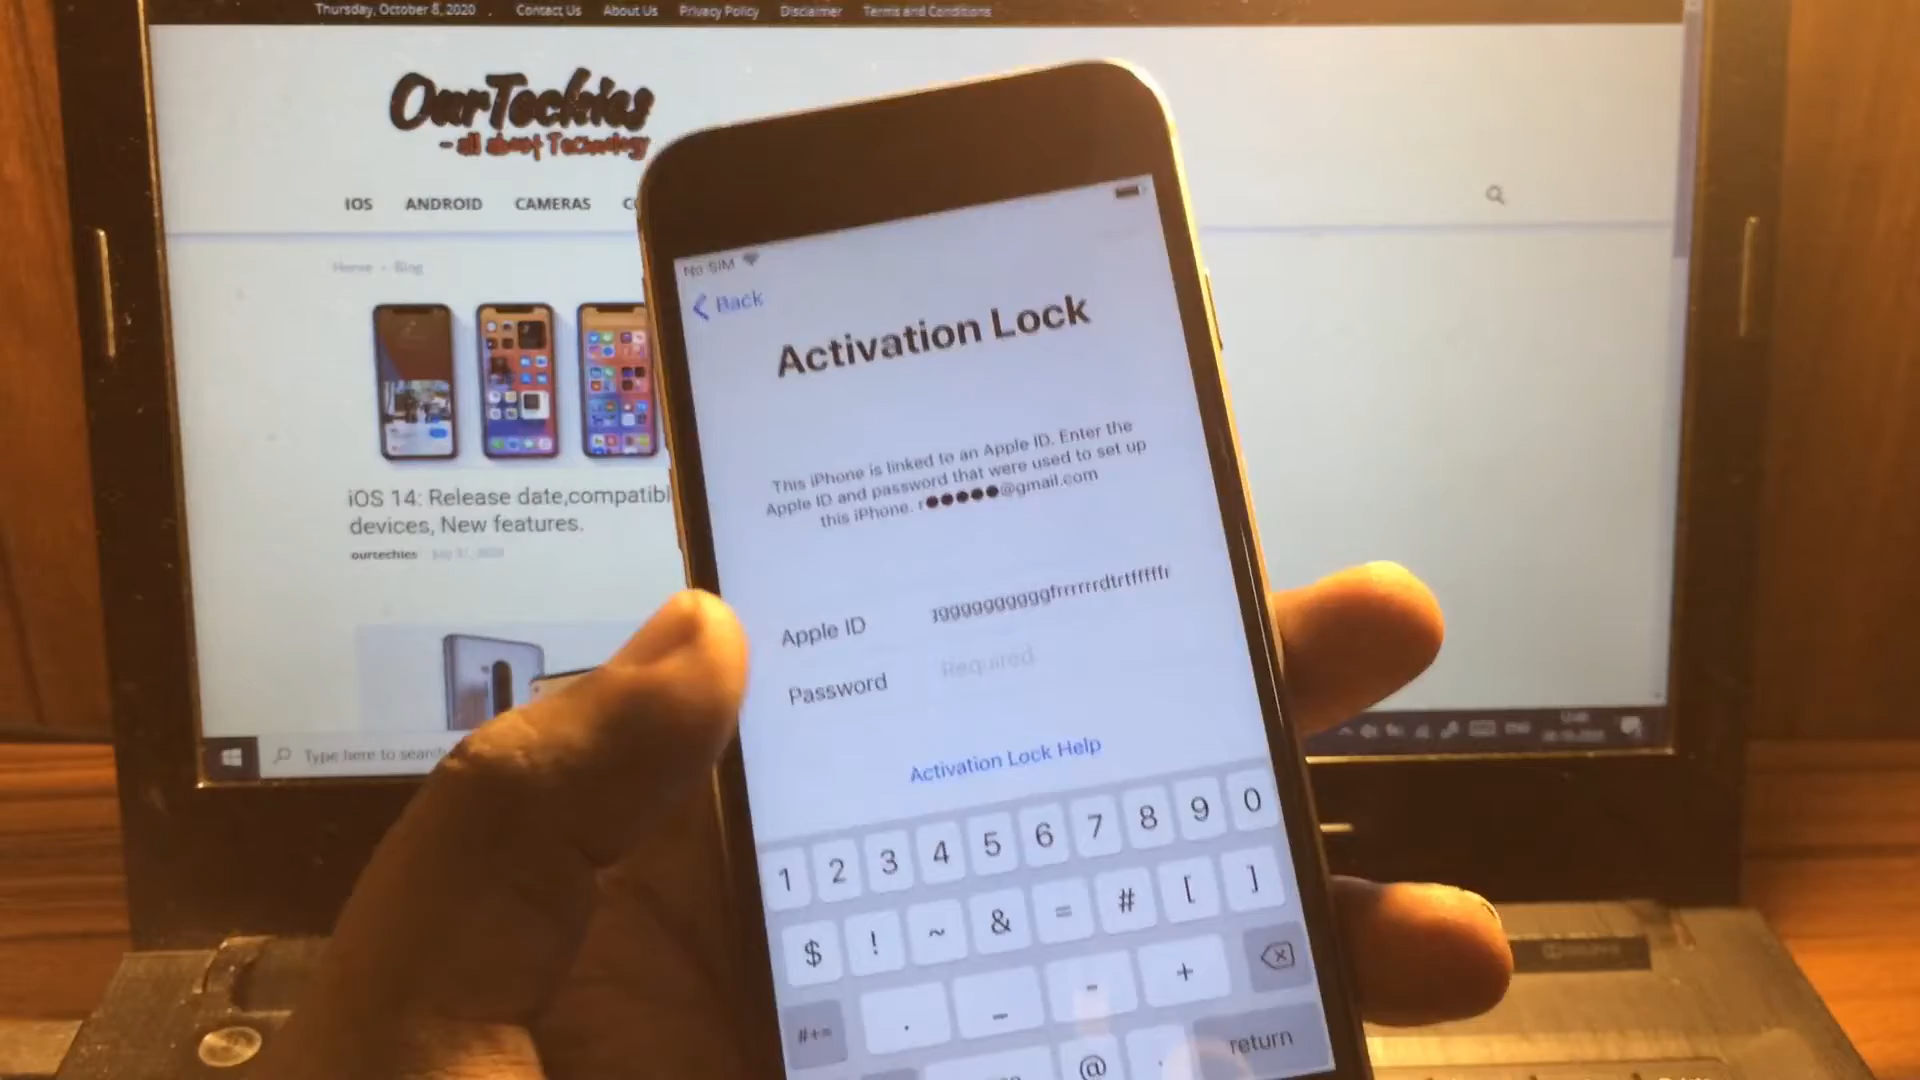 Thursday, October 8, 2020 . Contact Us About Us Privacy Policy Disclaimer Terms and Conditions
OurTechies
- all about Technology
IOS ANDROID CAMERAS
Home - Blog
iOS 14: Release date,compatibl
devices, New features.
ourtechies
Type here to search
No SIM
Back
Activation Lock
This iPhone is linked to an Apple ID. Enter the
Apple ID and password that were used to set up
this iPhone. r●●●●●@gmail.com
Apple ID ggggggggggfrrrrrrdtrtffffffr
Password Required
Activation Lock Help
1 2 3 4 5 6 7 8 9 0
$ ! ~ & = # [ ]
#+= . _ - +
@ . return